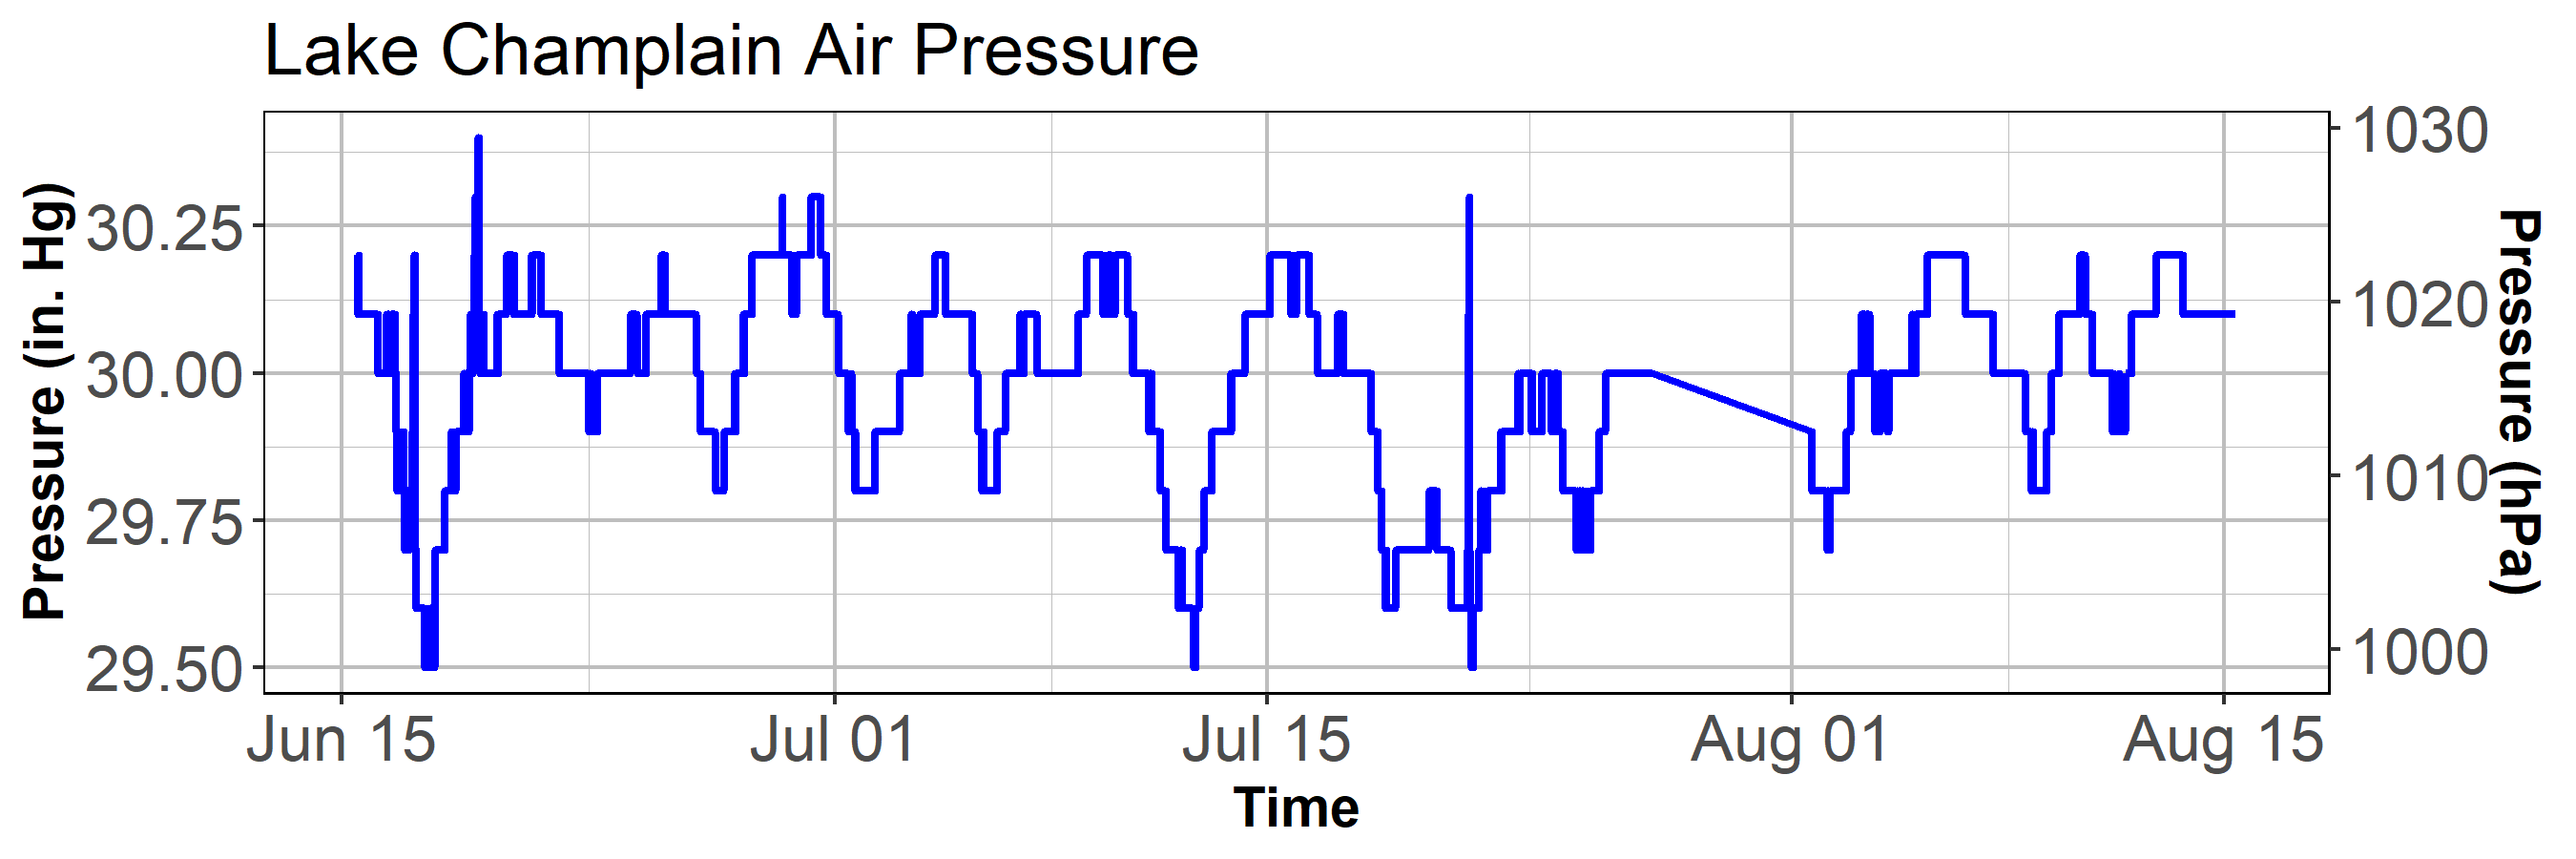 Lake Champlain Air Pressure
Pressure (in. Hg)
30.25
30.00
29.75
29.50
1030
1020
1010
1000
Pressure (hPa)
Jun 15
Jul 01
Jul 15
Aug 01
Aug 15
Time